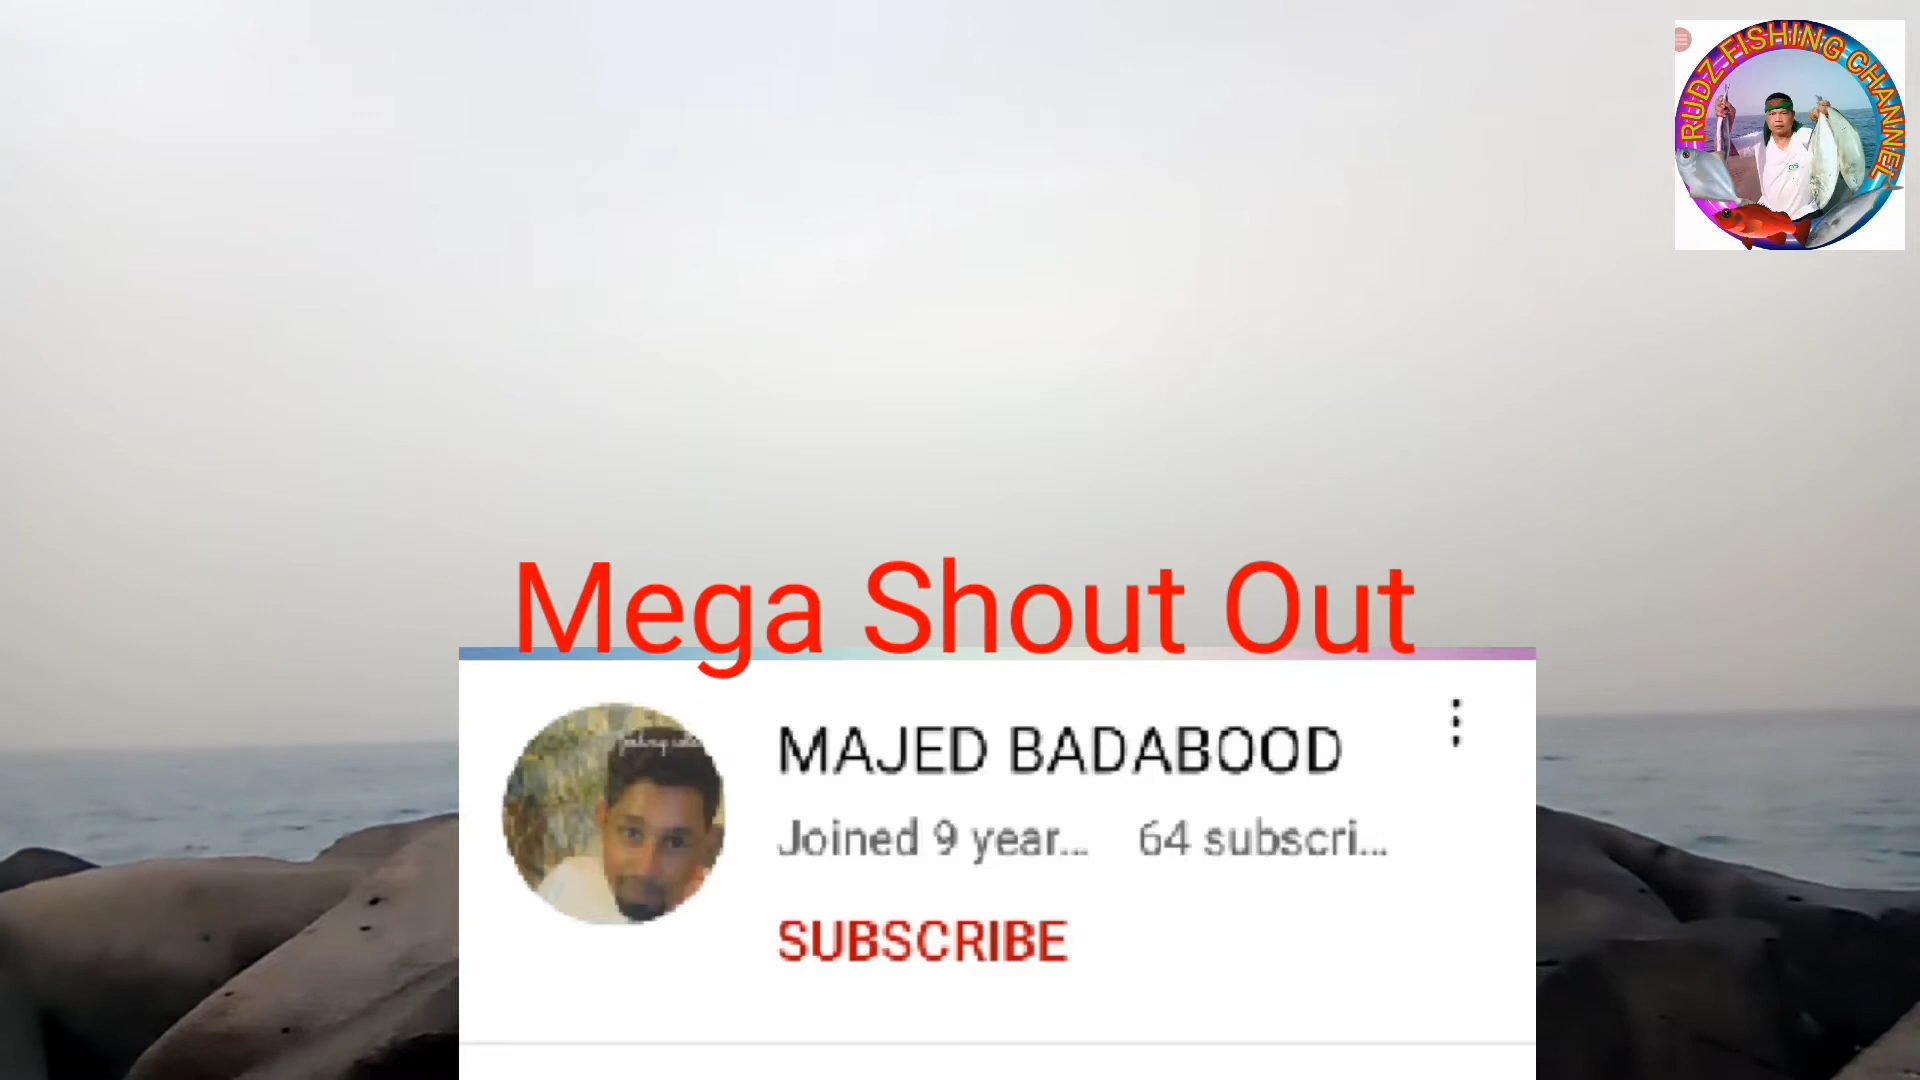 RUDZ FISHING CHANNEL
Mega Shout Out
MAJED BADABOOD
Joined 9 year... 64 subscri...
SUBSCRIBE